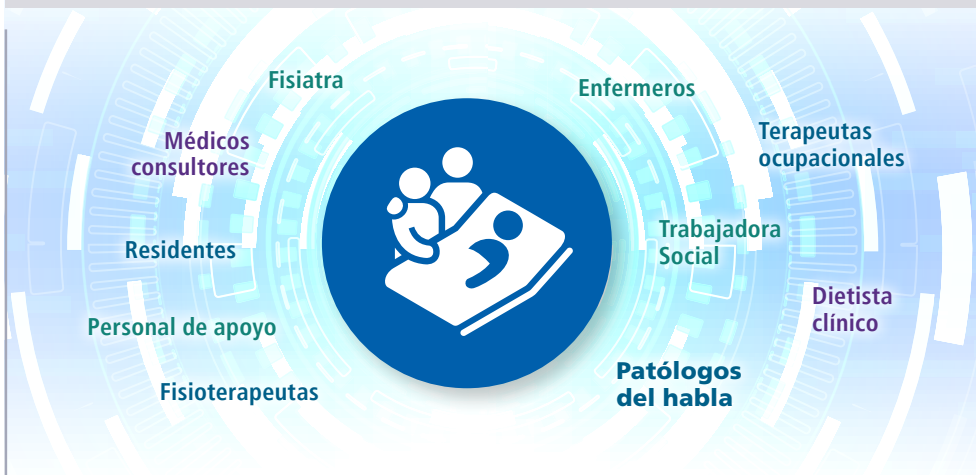 Fisiatra
Enfermeros
Médicos
consultores
Terapeutas
ocupacionales
Residentes
Trabajadora
Social
Personal de apoyo
Dietista
clínico
Fisioterapeutas
Patólogos
del habla